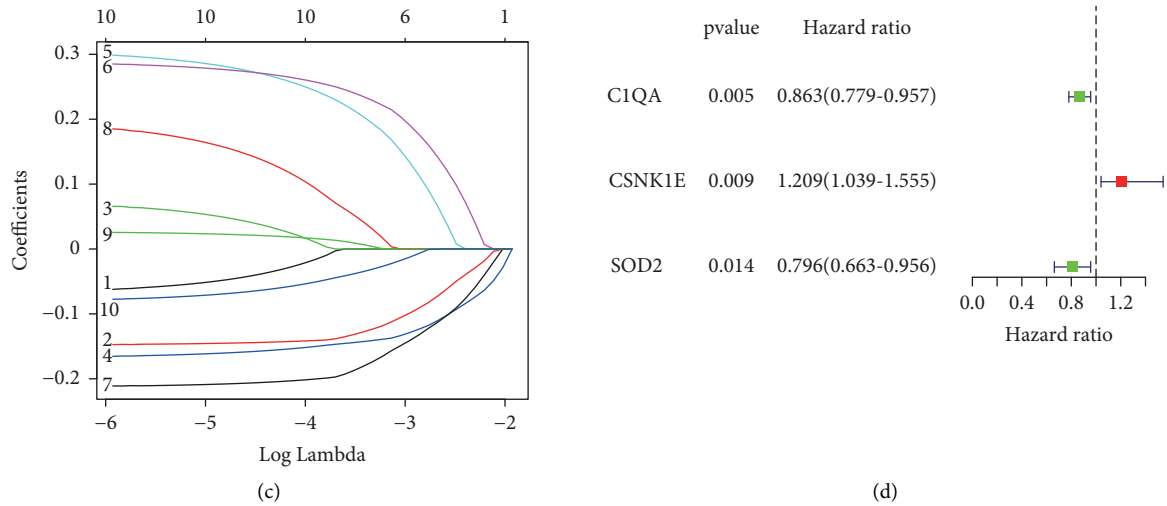 10 10 10 6 1
0.3
0.2
0.1
0
−0.1
−0.2
Coefficients
5
6
8
3
9
1
10
2
4
7
−6 −5 −4 −3 −2
Log Lambda
(c)
pvalue Hazard ratio
C1QA 0.005 0.863(0.779-0.957)
CSNK1E 0.009 1.209(1.039-1.555)
SOD2 0.014 0.796(0.663-0.956)
0.0 0.4 0.8 1.2
Hazard ratio
(d)